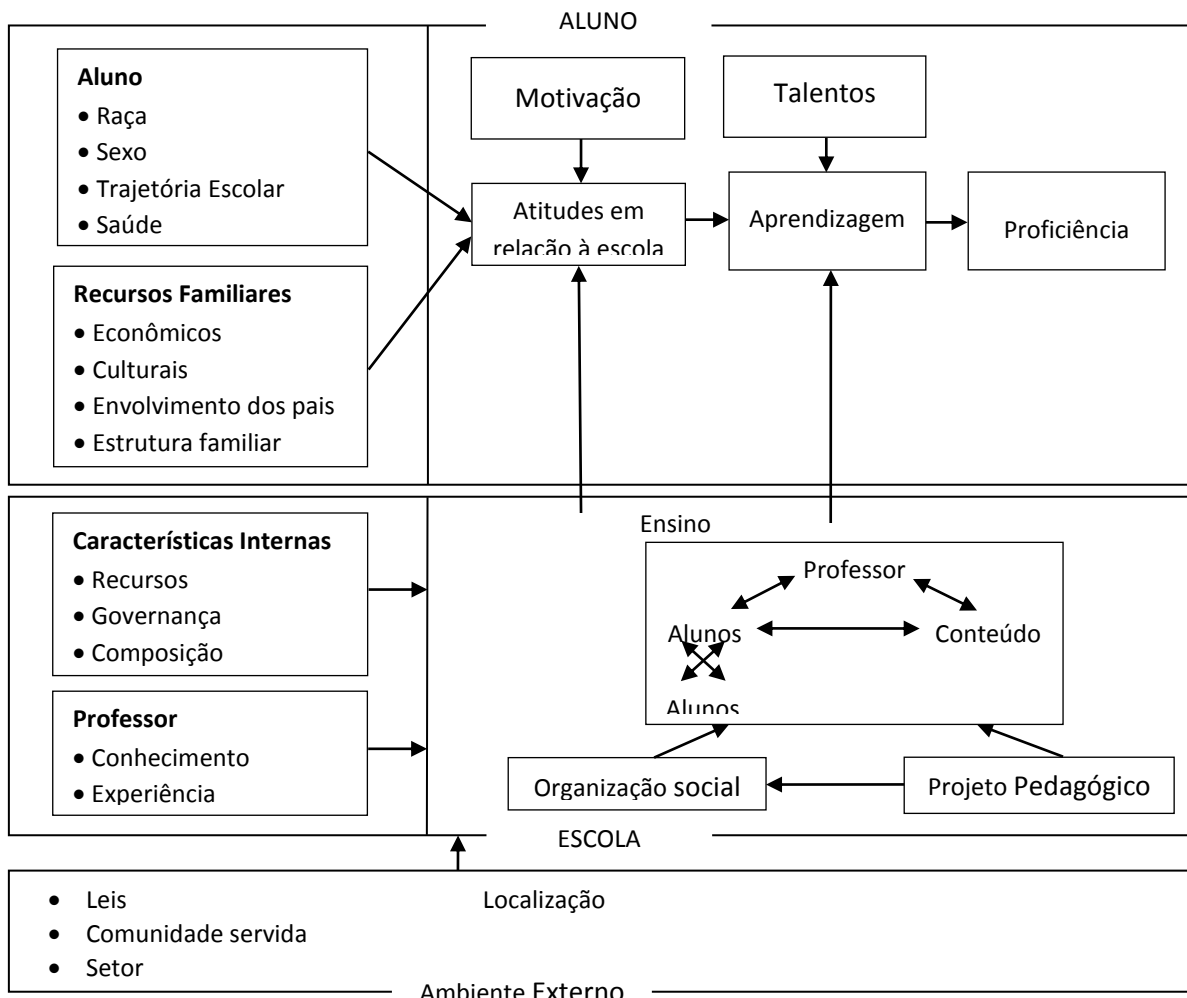 ALUNO
Aluno
• Raça
• Sexo
• Trajetória Escolar
• Saúde
Recursos Familiares
• Econômicos
• Culturais
• Envolvimento dos pais
• Estrutura familiar
Motivação
Talentos
Atitudes em
relação à escola
Aprendizagem
Proficiência
Características Internas
• Recursos
• Governança
• Composição
Professor
• Conhecimento
• Experiência
Ensino
Professor
Alunos
Conteúdo
Alunos
Organização social
Projeto Pedagógico
ESCOLA
• Leis
Localização
• Comunidade servida
• Setor
Ambiente Externo